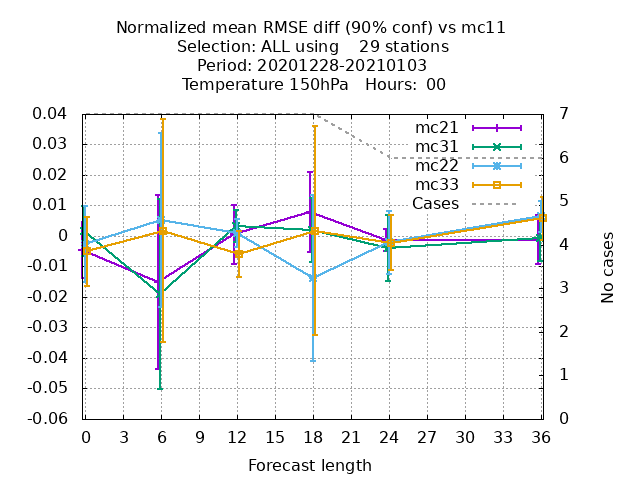 Normalized mean RMSE diff (90% conf) vs mc11
Selection: ALL using    29 stations
Period: 20201228-20210103
Temperature 150hPa   Hours:  00
0.04
0.03
0.02
0.01
0
-0.01
-0.02
-0.03
-0.04
-0.05
-0.06
7
6
5
4
3
2
1
0
mc21
mc31
mc22
mc33
Cases
No cases
0 3 6 9 12 15 18 21 24 27 30 33 36
Forecast length